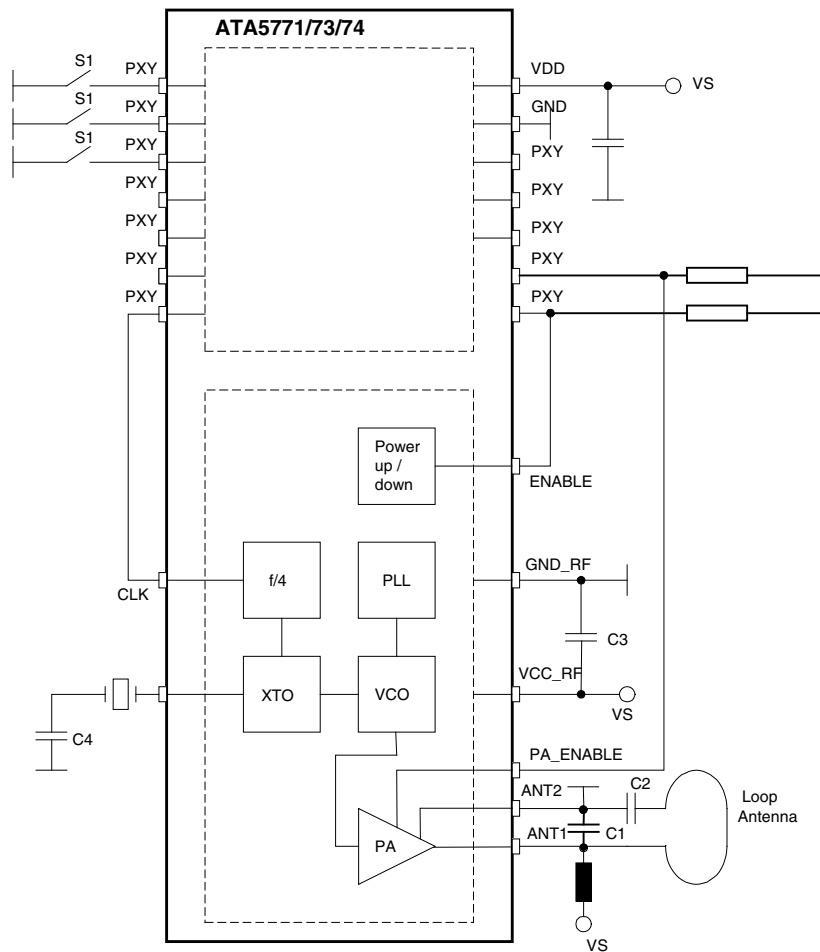 ATA5771/73/74
S1
PXY
VDD
VS
S1
PXY
GND
S1
PXY
PXY
PXY
PXY
PXY
PXY
PXY
PXY
PXY
PXY
Power
up /
down
ENABLE
f/4
PLL
GND_RF
CLK
C3
XTO
VCO
VCC_RF
C4
VS
PA_ENABLE
ANT2
C2
Loop
Antenna
PA
ANT1
C1
VS